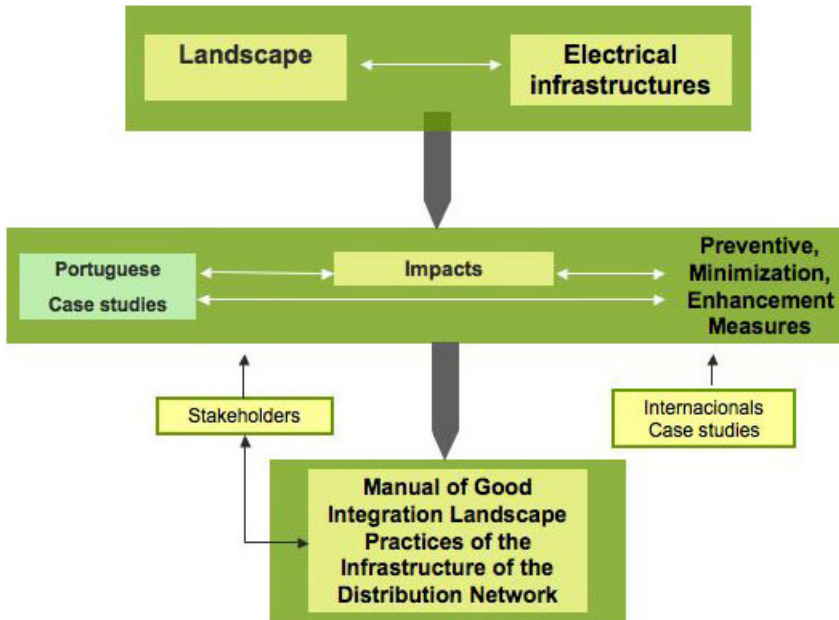 Landscape
Electrical
infrastructures
Portuguese
Case studies
Impacts
Preventive,
Minimization,
Enhancement
Measures
Stakeholders
Internacionals
Case studies
Manual of Good
Integration Landscape
Practices of the
Infrastructure of the
Distribution Network